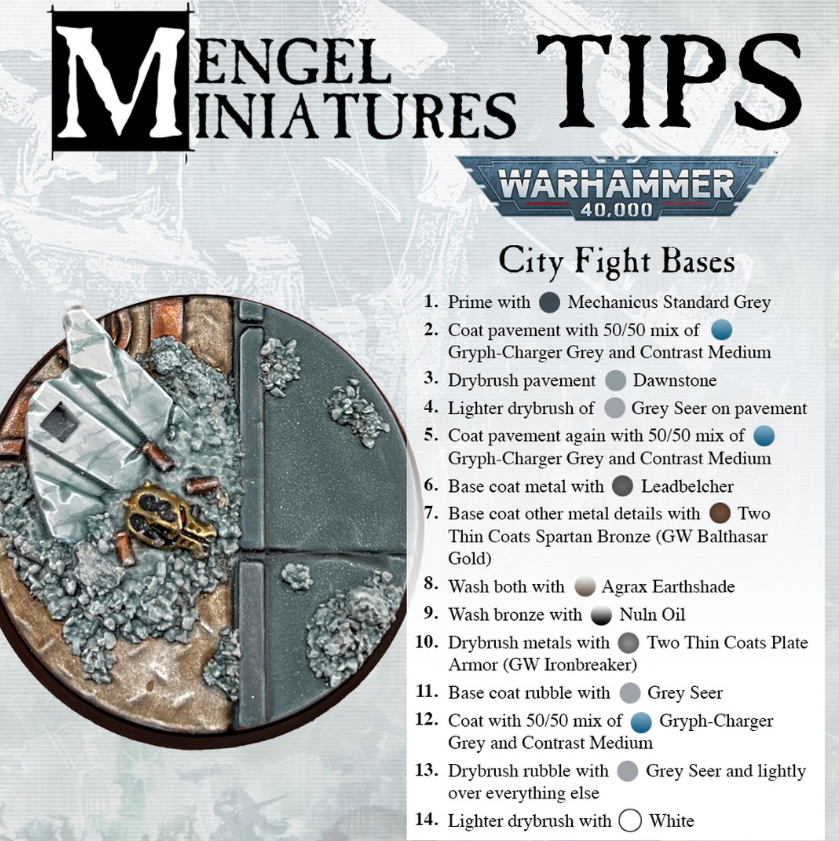 MENGEL
MINIATURES
TIPS
WARHAMMER
40,000
City Fight Bases
1. Prime with Mechanicus Standard Grey
2. Coat pavement with 50/50 mix of
Gryph-Charger Grey and Contrast Medium
3. Drybrush pavement Dawnstone
4. Lighter drybrush of Grey Seer on pavement
5. Coat pavement again with 50/50 mix of
Gryph-Charger Grey and Contrast Medium
6. Base coat metal with Leadbelcher
7. Base coat other metal details with Two
Thin Coats Spartan Bronze (GW Balthasar
Gold)
8. Wash both with Agrax Earthshade
9. Wash bronze with Nuln Oil
10. Drybrush metals with Two Thin Coats Plate
Armor (GW Ironbreaker)
11. Base coat rubble with Grey Seer
12. Coat with 50/50 mix of Gryph-Charger
Grey and Contrast Medium
13. Drybrush rubble with Grey Seer and lightly
over everything else
14. Lighter drybrush with White